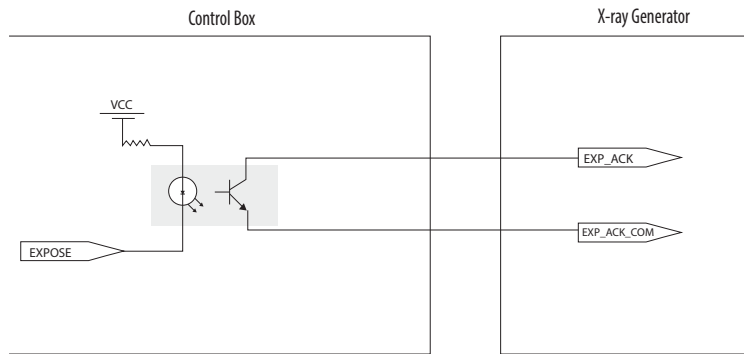 Control Box
X-ray Generator
VCC
EXP_ACK
EXP_ACK_COM
EXPOSE